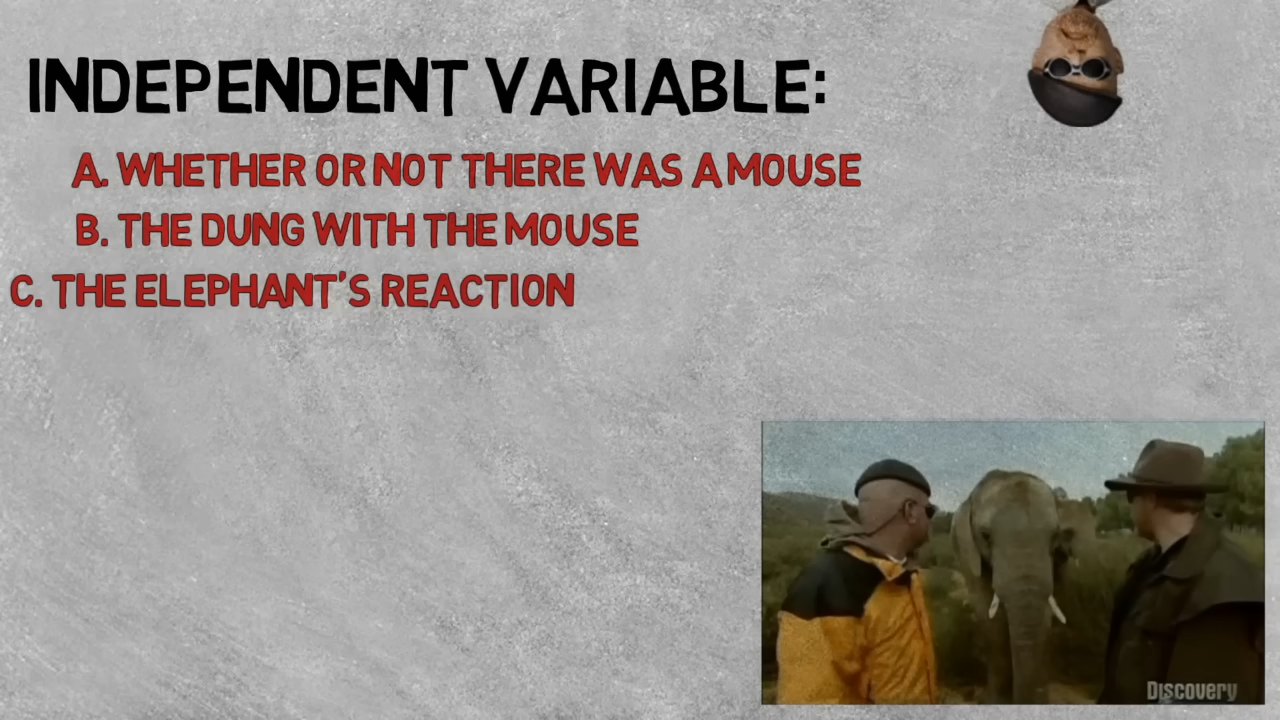 INDEPENDENT VARIABLE:
A. WHETHER OR NOT THERE WAS A MOUSE
B. THE DUNG WITH THE MOUSE
C. THE ELEPHANT'S REACTION
DISCOVERY